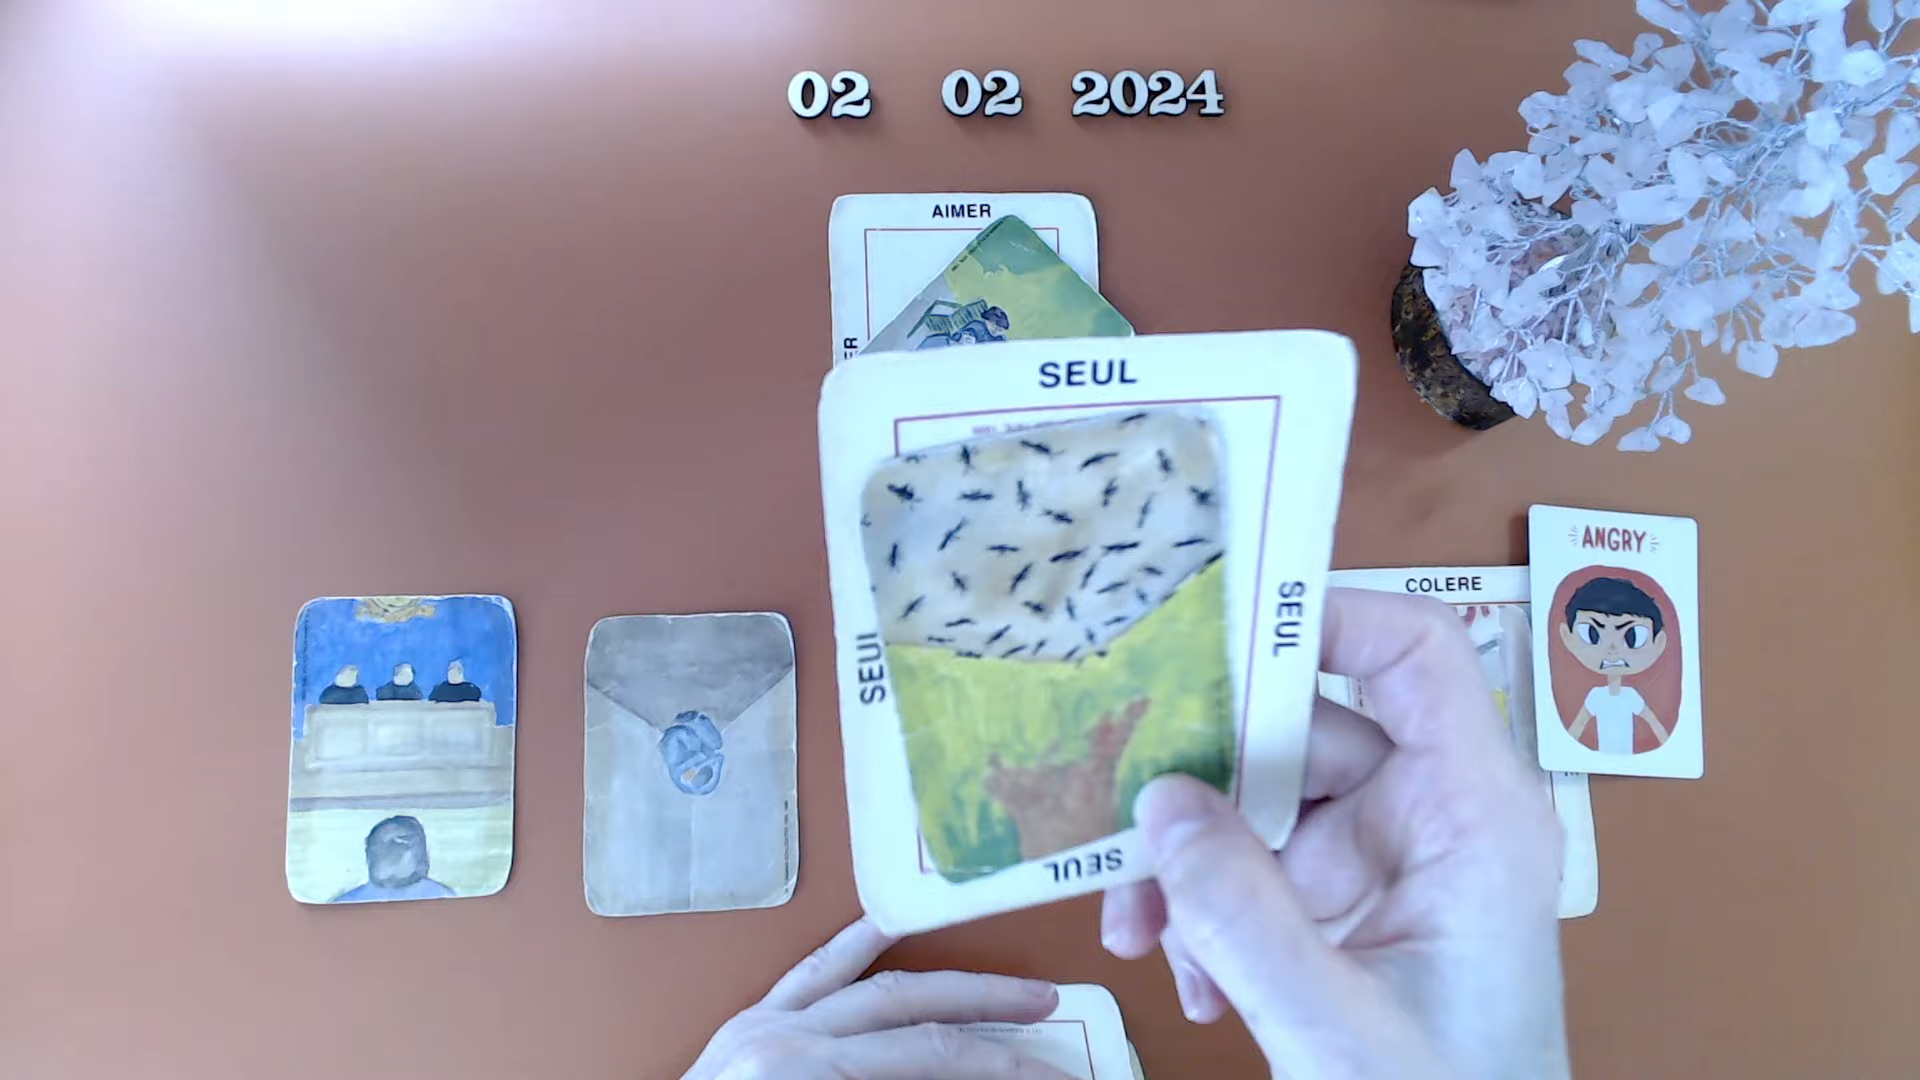 02 02 2024
AIMER
SEUL
SEUL
SEUL
SEUL
COLERE
ANGRY